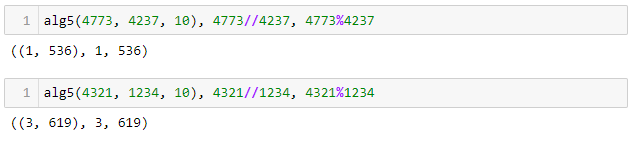 1 alg5(4773, 4237, 10), 4773//4237, 4773%4237
((1, 536), 1, 536)
1 alg5(4321, 1234, 10), 4321//1234, 4321%1234
((3, 619), 3, 619)